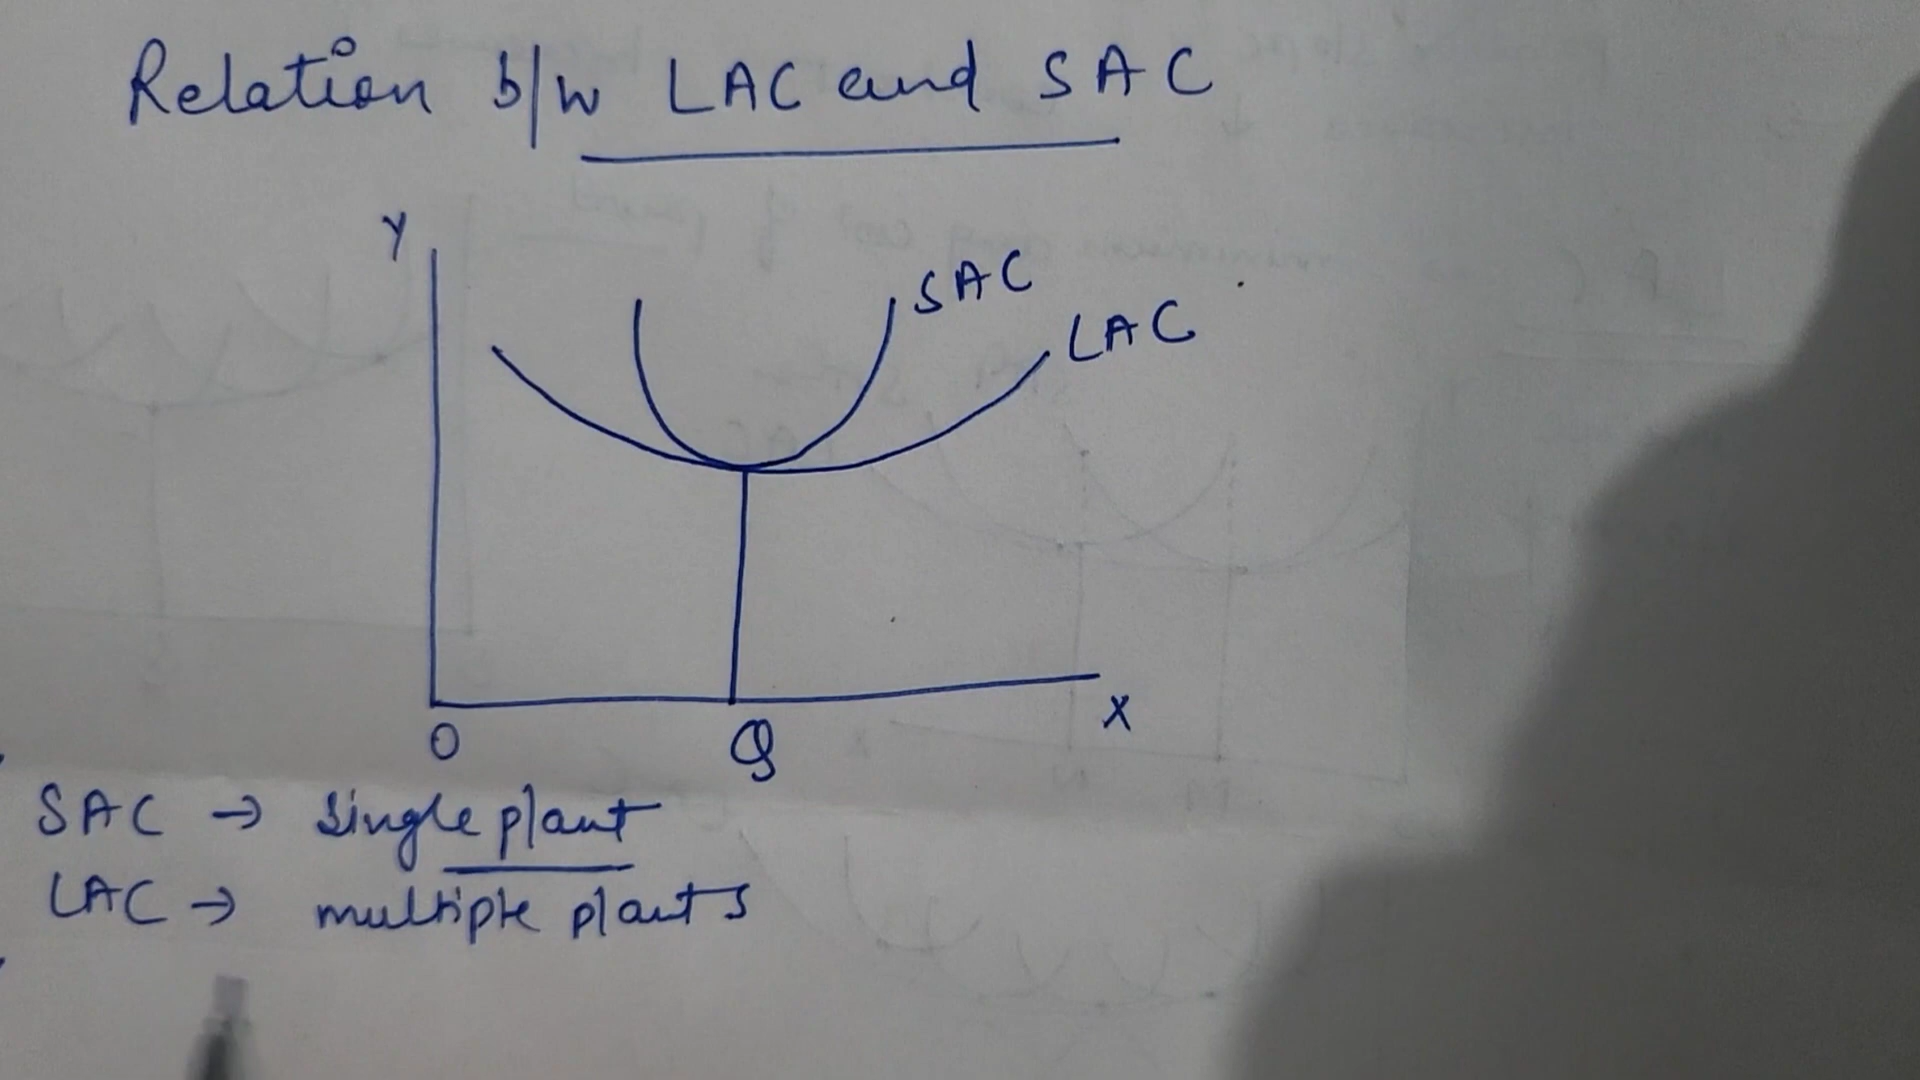 Relation b/w LAC and SAC
Y
SAC
LAC
O
Q
X
SAC → Single plant
LAC → multiple plants